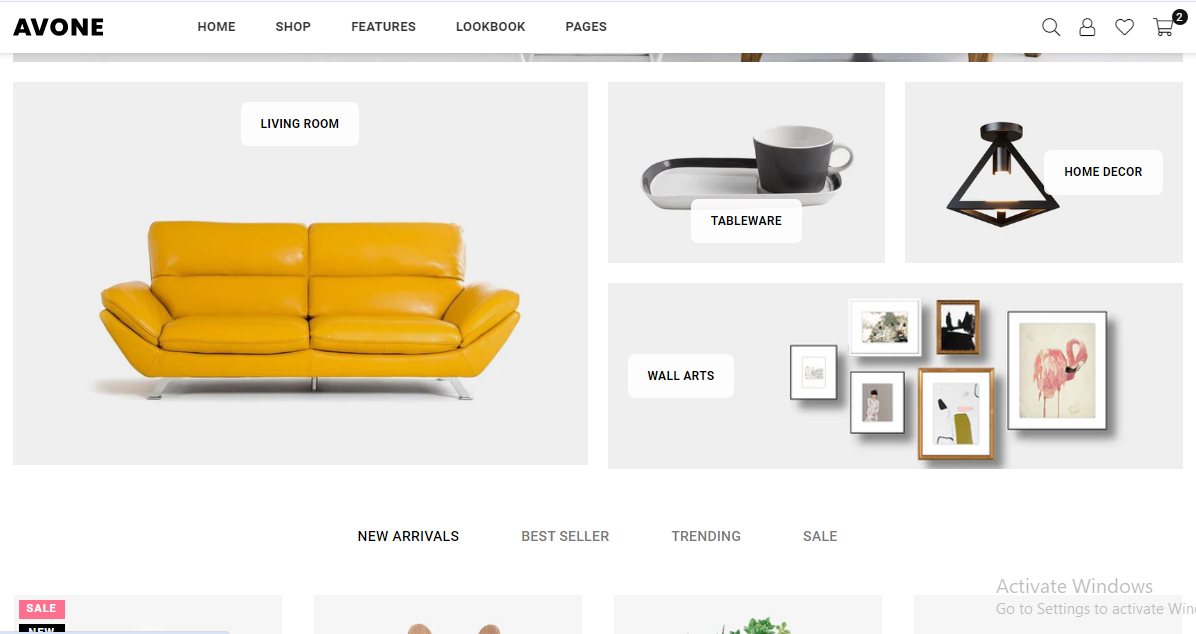 AVONE
HOME SHOP FEATURES LOOKBOOK PAGES
2
LIVING ROOM
TABLEWARE
HOME DECOR
WALL ARTS
NEW ARRIVALS BEST SELLER TRENDING SALE
SALE
NEW
Activate Windows
Go to Settings to activate Win